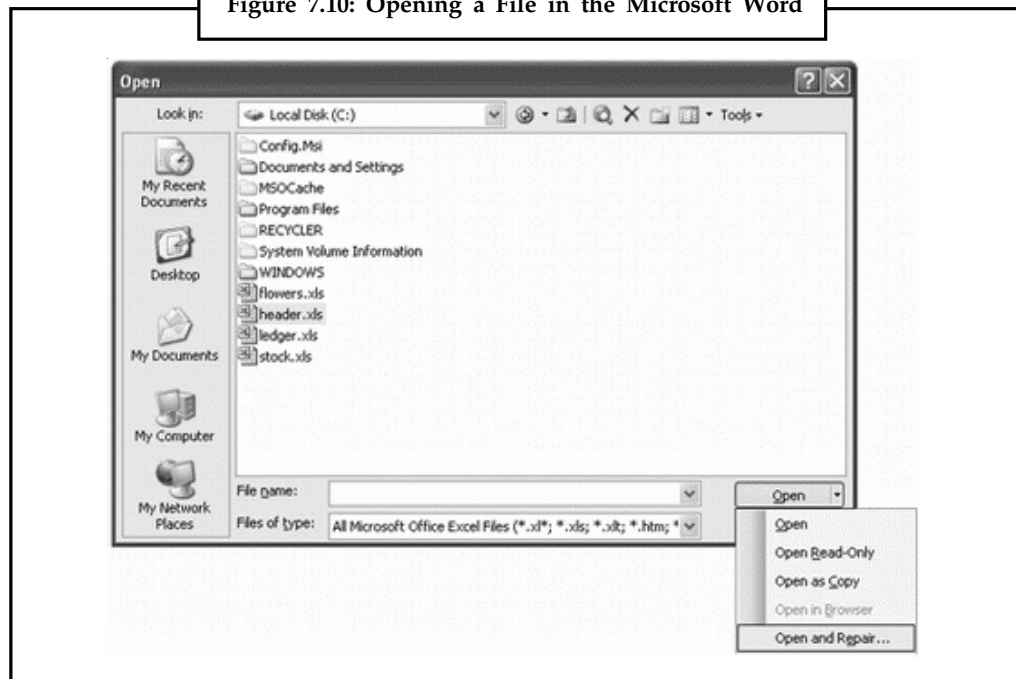 Figure 7.10: Opening a File in the Microsoft Word
Open
Look in:
Local Disk (C:)
Tools
My Recent
Documents
Desktop
My Documents
My Computer
My Network
Places
Config.Msi
Documents and Settings
MSOCache
Program Files
RECYCLER
System Volume Information
WINDOWS
flowers.xls
header.xls
ledger.xls
stock.xls
File name:
Open
Files of type:
All Microsoft Office Excel Files (*.xl*; *.xls; *.xlt; *.htm; *
Open
Open Read-Only
Open as Copy
Open in Browser
Open and Repair...